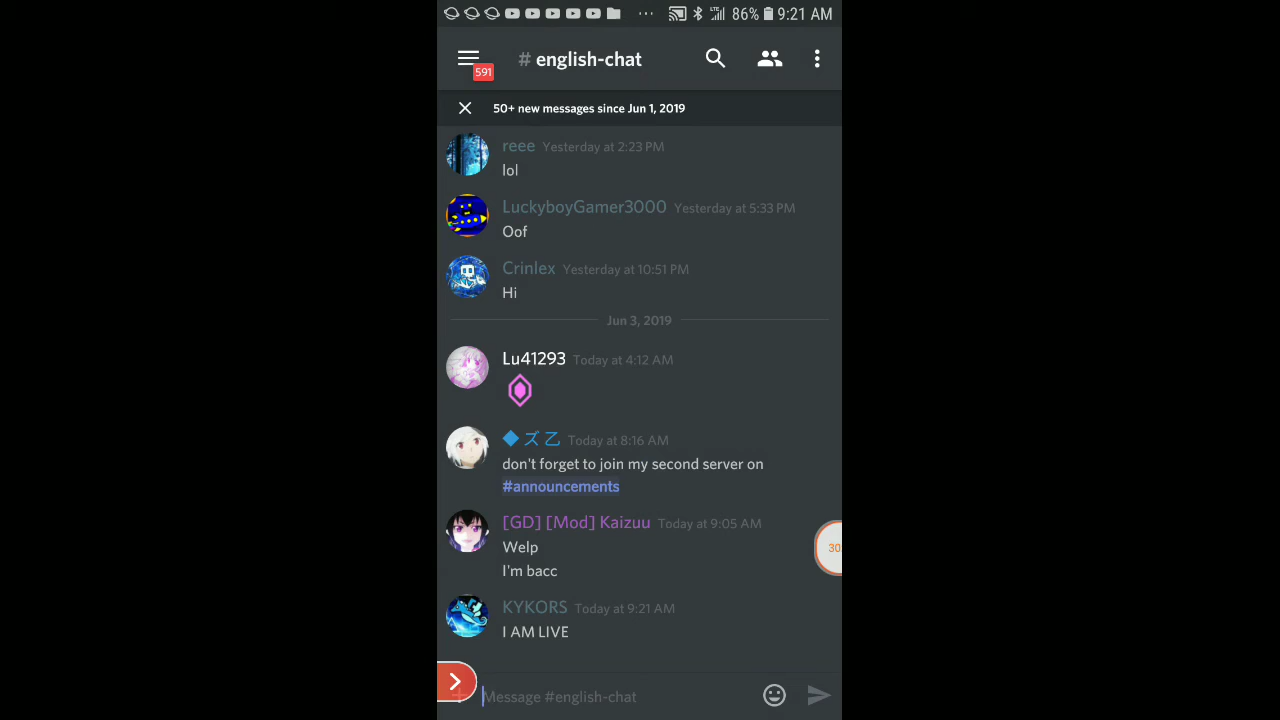 86% 9:21 AM
# english-chat
591
50+ new messages since Jun 1, 2019
reee Yesterday at 2:23 PM
lol
LuckyboyGamer3000 Yesterday at 5:33 PM
Oof
Crinlex Yesterday at 10:51 PM
Hi
Jun 3, 2019
Lu41293 Today at 4:12 AM
🔷 ズ 乙 Today at 8:16 AM
don't forget to join my second server on
#announcements
[GD] [Mod] Kaizuu Today at 9:05 AM
Welp
I'm bacc
30
KYKORS Today at 9:21 AM
I AM LIVE
Message #english-chat